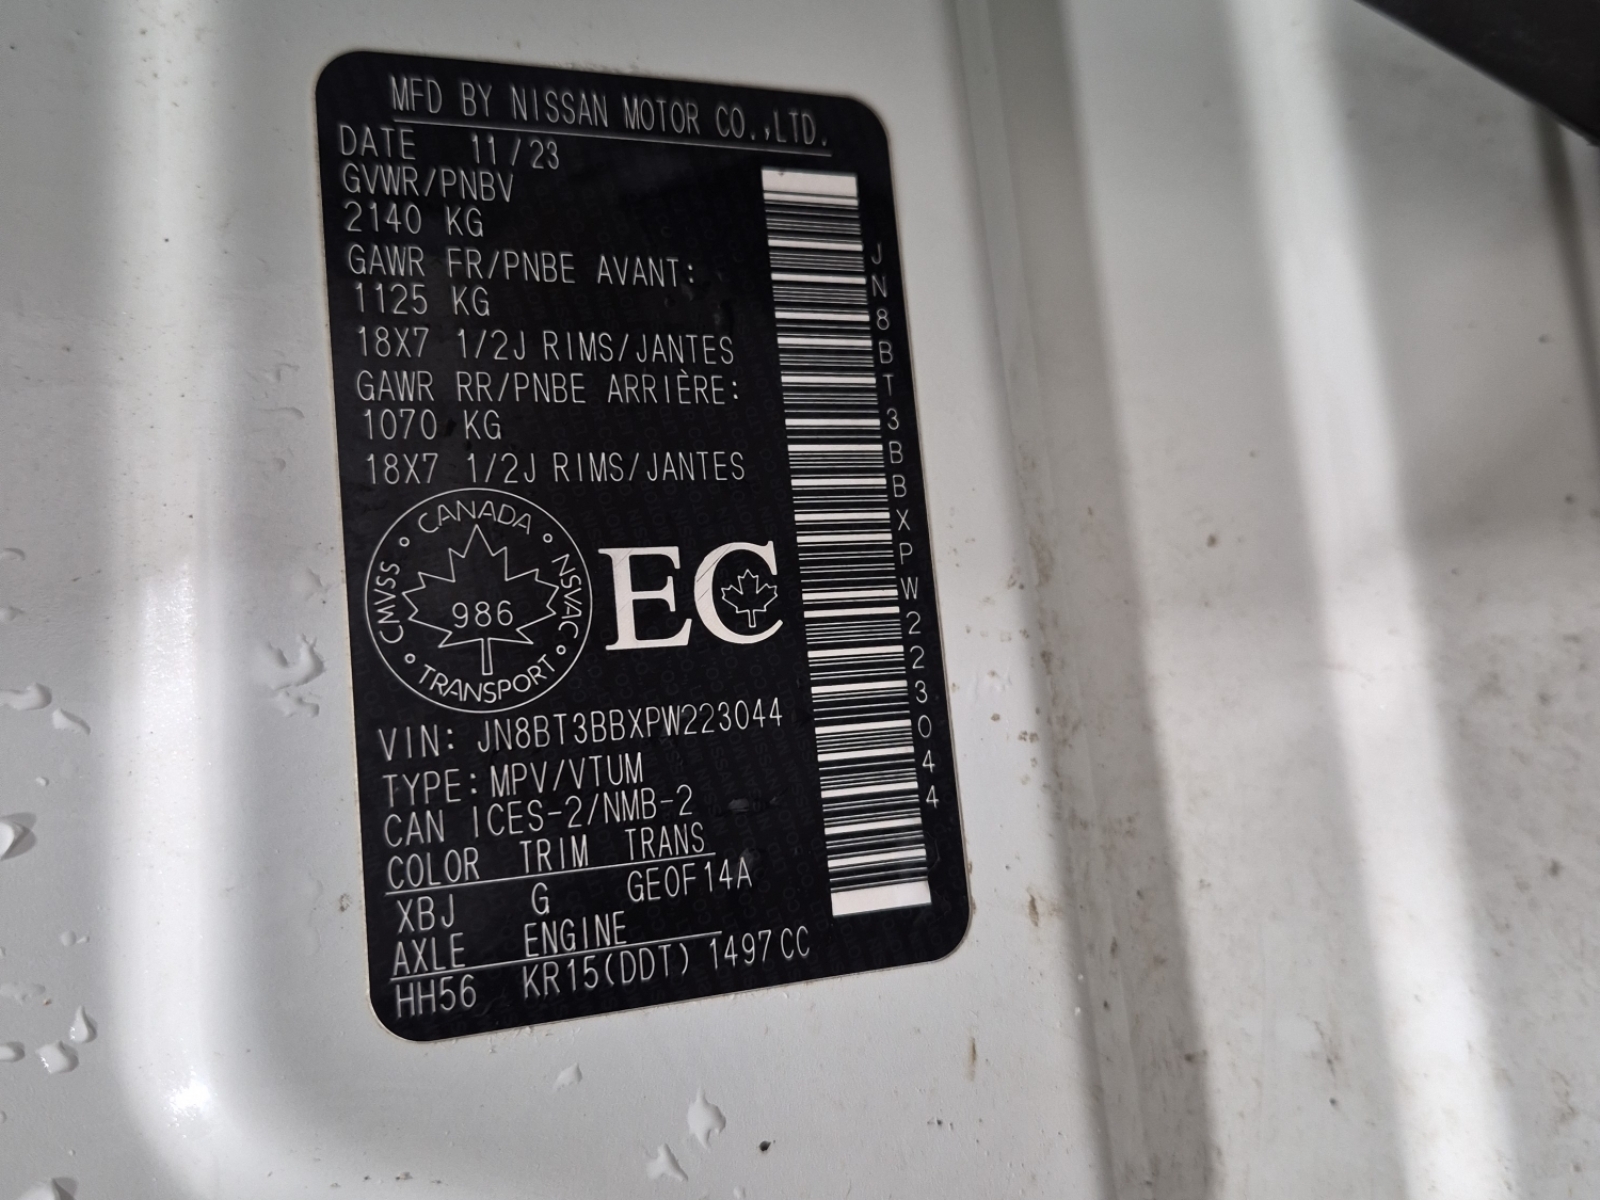 MFD BY NISSAN MOTOR CO.,LTD.
DATE 11/23
GVWR/PNBV
2140 KG
GAWR FR/PNBE AVANT:
1125 KG
18X7 1/2J RIMS/JANTES
GAWR RR/PNBE ARRIÈRE:
1070 KG
18X7 1/2J RIMS/JANTES
CANADA
CMVSS
NSVAC
986
TRANSPORT
EC
VIN: JN8BT3BBXPW223044
TYPE: MPV/VTUM
CAN ICES-2/NMB-2
COLOR TRIM TRANS
XBJ G GE0F14A
AXLE ENGINE
HH56 KR15(DDT) 1497CC
JN8BT3BBXPW223044